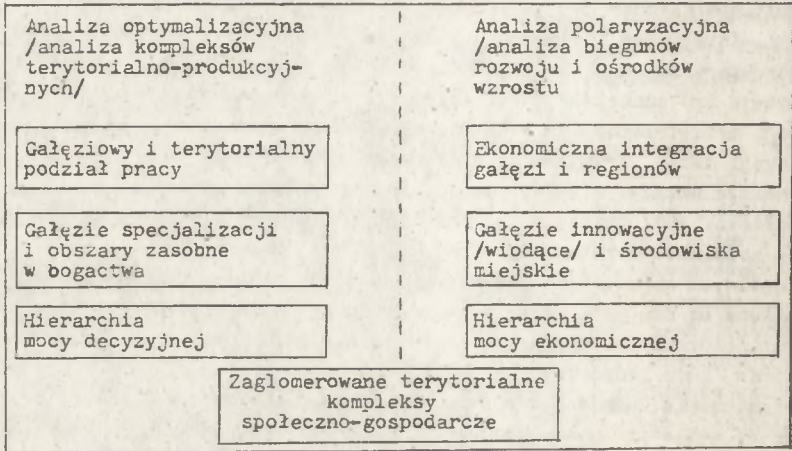 Analiza optymalizacyjna
/analiza kompleksów
terytorialno-produkcyj-
nych/
Gałęziowy i terytorialny
podział pracy
Gałęzie specjalizacji
i obszary zasobne
w bogactwa
Hierarchia
mocy decyzyjnej
Analiza polaryzacyjna
/analiza biegunów
rozwoju i ośrodków
wzrostu
Ekonomiczna integracja
gałęzi i regionów
Gałęzie innowacyjne
/wiodące/ i środowiska
miejskie
Hierarchia
mocy ekonomicznej
Zaglomerowane terytorialne
kompleksy
społeczno-gospodarcze